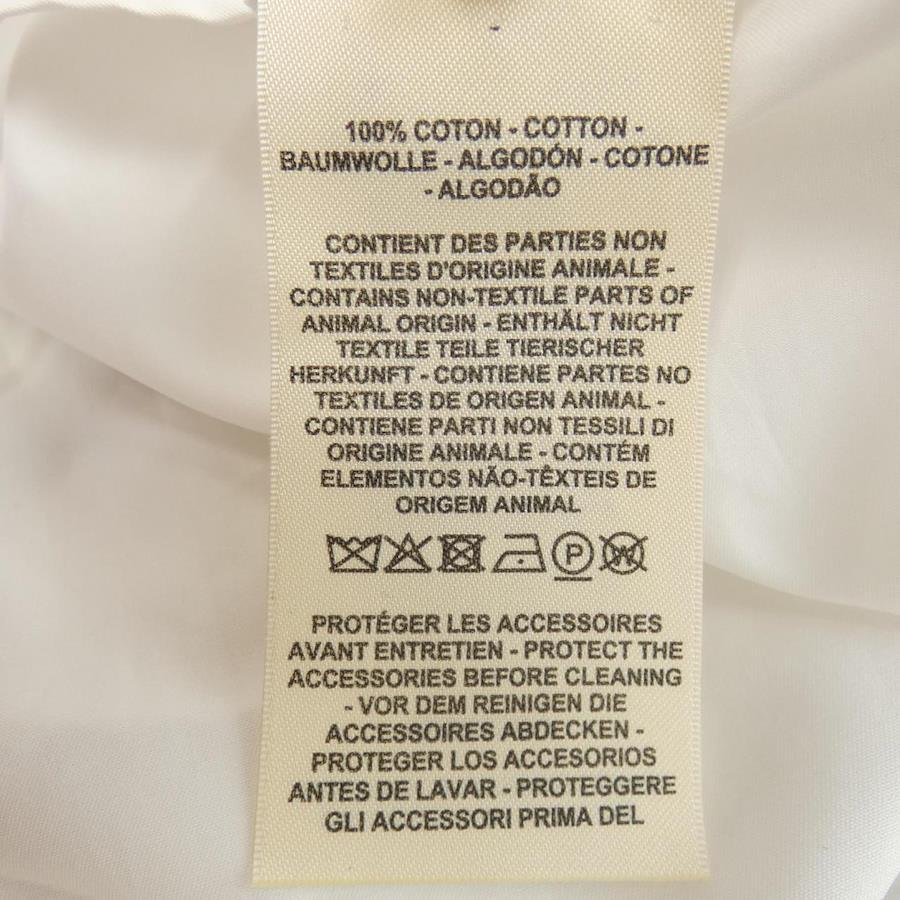 100% COTON - COTTON -
BAUMWOLLE - ALGODÓN - COTONE
- ALGODÃO
CONTIENT DES PARTIES NON
TEXTILES D'ORIGINE ANIMALE -
CONTAINS NON-TEXTILE PARTS OF
ANIMAL ORIGIN - ENTHÄLT NICHT
TEXTILE TEILE TIERISCHER
HERKUNFT - CONTIENE PARTES NO
TEXTILES DE ORIGEN ANIMAL -
CONTIENE PARTI NON TESSILI DI
ORIGINE ANIMALE - CONTÉM
ELEMENTOS NÃO-TÊXTEIS DE
ORIGEM ANIMAL
P W
PROTÉGER LES ACCESSOIRES
AVANT ENTRETIEN - PROTECT THE
ACCESSORIES BEFORE CLEANING
- VOR DEM REINIGEN DIE
ACCESSOIRES ABDECKEN -
PROTEGER LOS ACCESORIOS
ANTES DE LAVAR - PROTEGGERE
GLI ACCESSORI PRIMA DEL